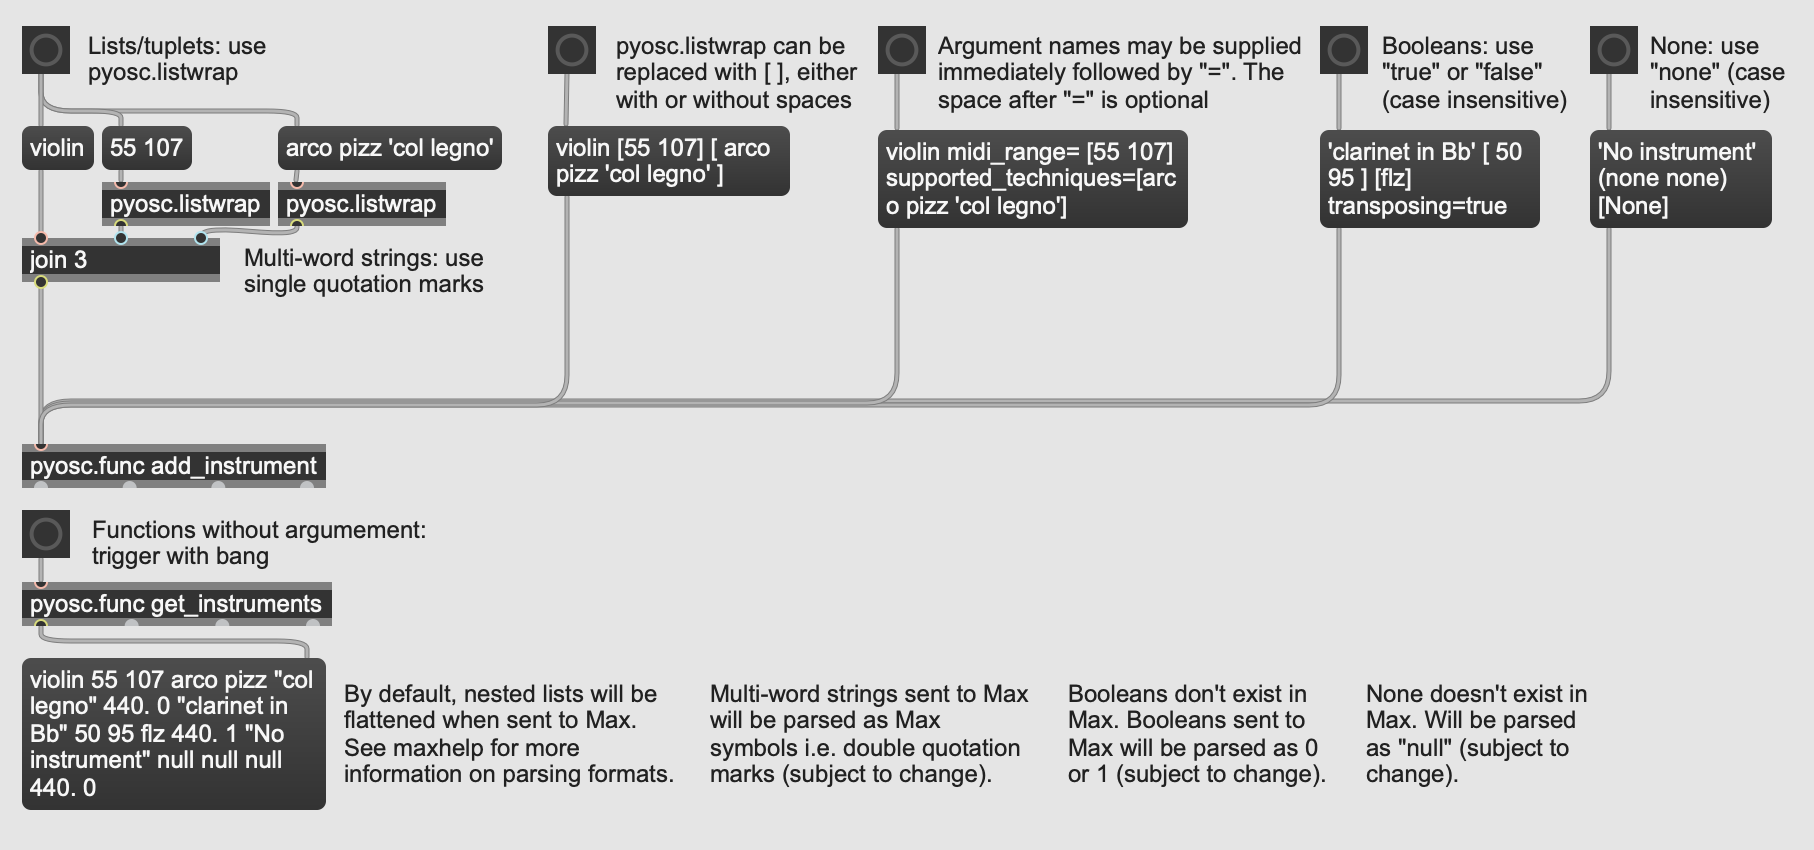 Lists/tuplets: use
pyosc.listwrap
pyosc.listwrap can be
replaced with [ ], either
with or without spaces
Argument names may be supplied
immediately followed by "=". The
space after "=" is optional
Booleans: use
"true" or "false"
(case insensitive)
None: use
"none" (case
insensitive)
violin
55 107
arco pizz 'col legno'
violin [55 107] [ arco
pizz 'col legno' ]
violin midi_range= [55 107]
supported_techniques=[arc
o pizz 'col legno']
'clarinet in Bb' [ 50
95 ] [flz]
transposing=true
'No instrument'
(none none)
[None]
pyosc.listwrap
pyosc.listwrap
join 3
Multi-word strings: use
single quotation marks
pyosc.func add_instrument
Functions without argumement:
trigger with bang
pyosc.func get_instruments
violin 55 107 arco pizz "col
legno" 440. 0 "clarinet in
Bb" 50 95 flz 440. 1 "No
instrument" null null null
440. 0
By default, nested lists will be
flattened when sent to Max.
See maxhelp for more
information on parsing formats.
Multi-word strings sent to Max
will be parsed as Max
symbols i.e. double quotation
marks (subject to change).
Booleans don't exist in
Max. Booleans sent to
Max will be parsed as 0
or 1 (subject to change).
None doesn't exist in
Max. Will be parsed
as "null" (subject to
change).